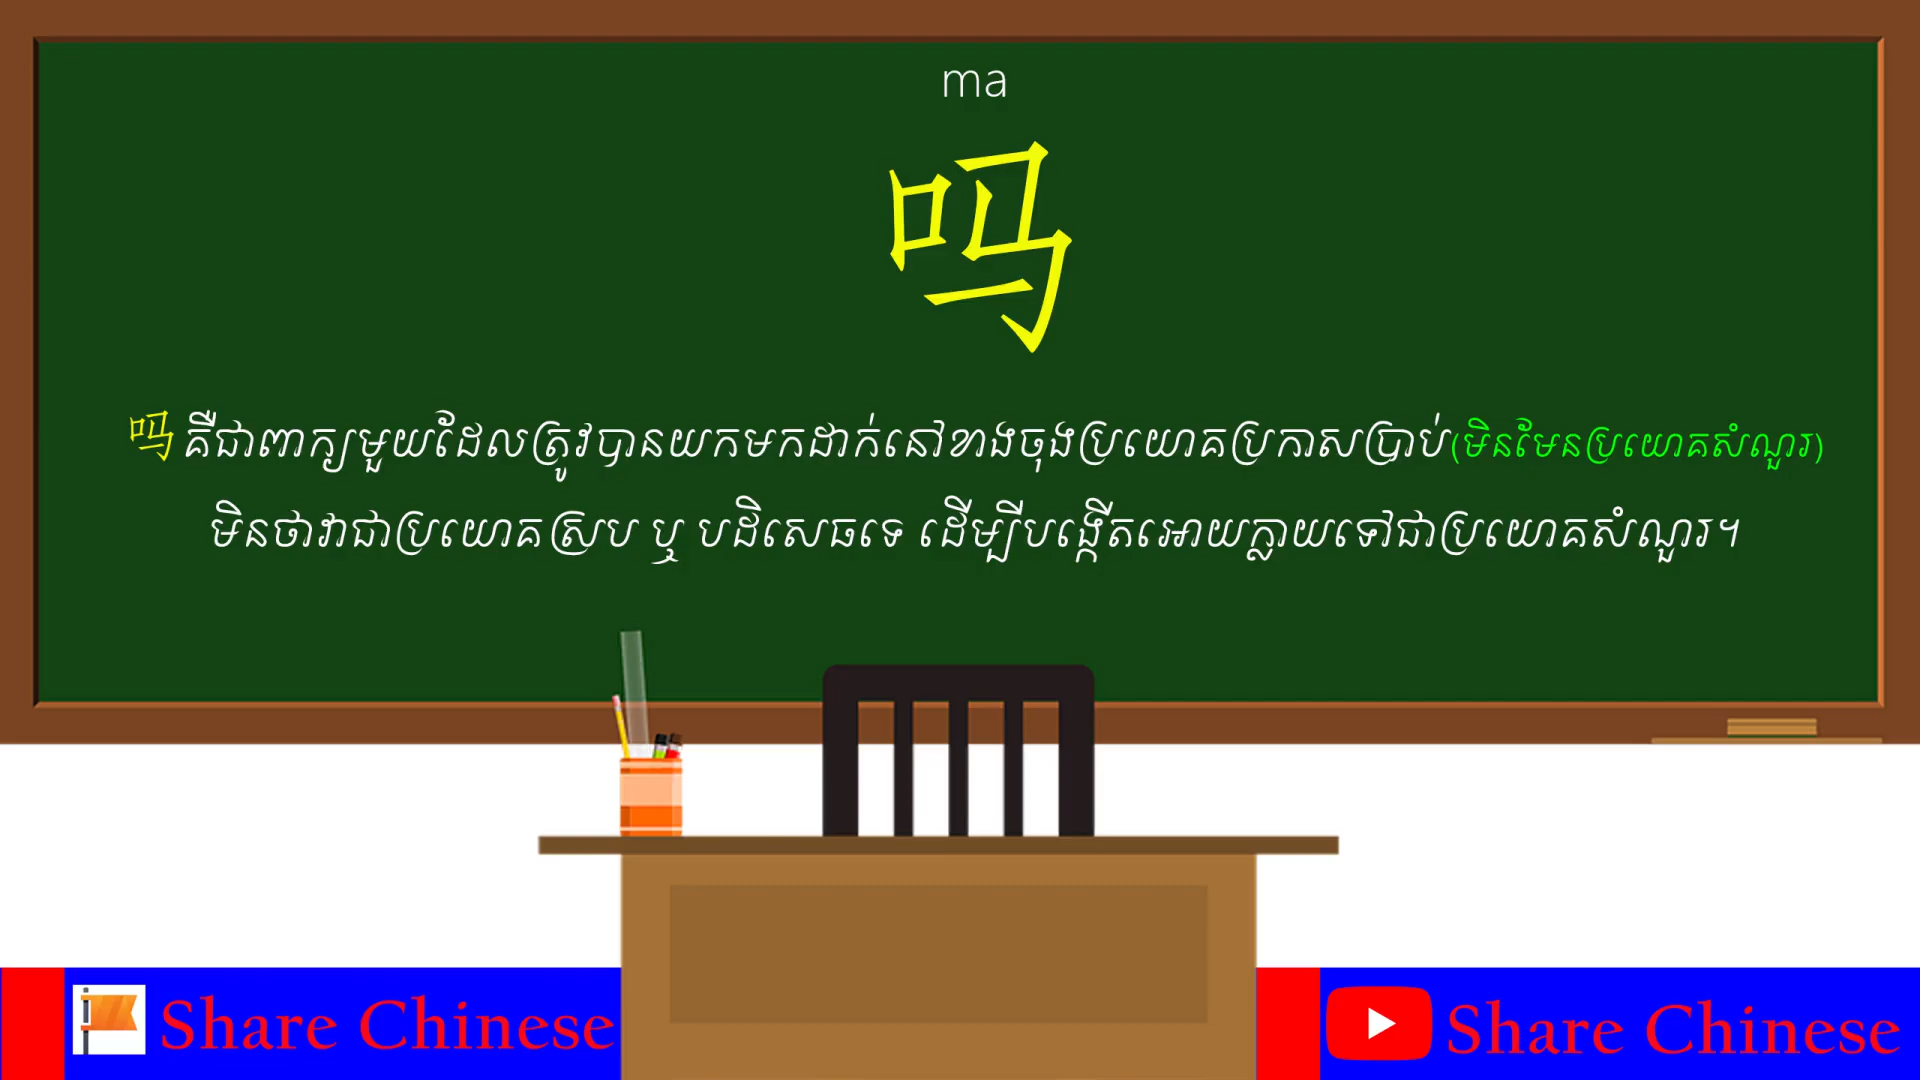 ma
吗
吗 គឺជាពាក្យមួយដែលត្រូវបានយកមកដាក់នៅខាងចុងប្រយោគប្រកាសប្រាប់(មិនមែនប្រយោគសំណួរ)
មិនថាវាជាប្រយោគស្រប ឬ បដិសេធទេ ដើម្បីបង្កើតអោយក្លាយទៅជាប្រយោគសំណួរ។
Share Chinese
Share Chinese